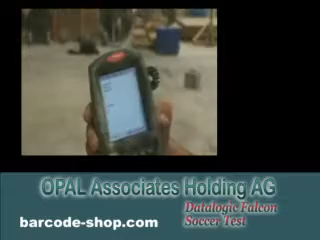 OPAL Associates Holding AG
Datalogic Falcon
Soccer Test
barcode-shop.com